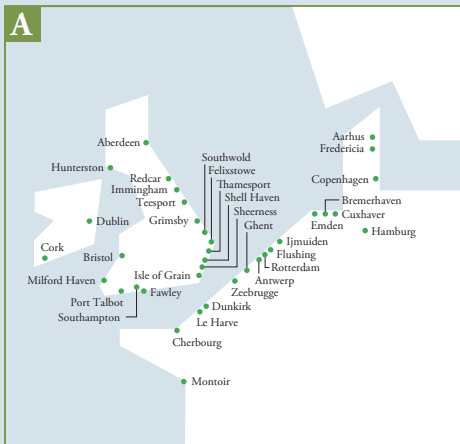 A
Aberdeen
Aarhus
Fredericia
Southwold
Felixstowe
Hunterston
Redcar
Thamesport
Copenhagen
Immingham
Shell Haven
Teesport
Sheerness
Bremerhaven
Grimsby
Ghent
Cuxhaver
Dublin
Emden
Hamburg
Ijmuiden
Cork
Bristol
Flushing
Rotterdam
Isle of Grain
Milford Haven
Antwerp
Fawley
Zeebrugge
Port Talbot
Dunkirk
Southampton
Le Harve
Cherbourg
Montoir